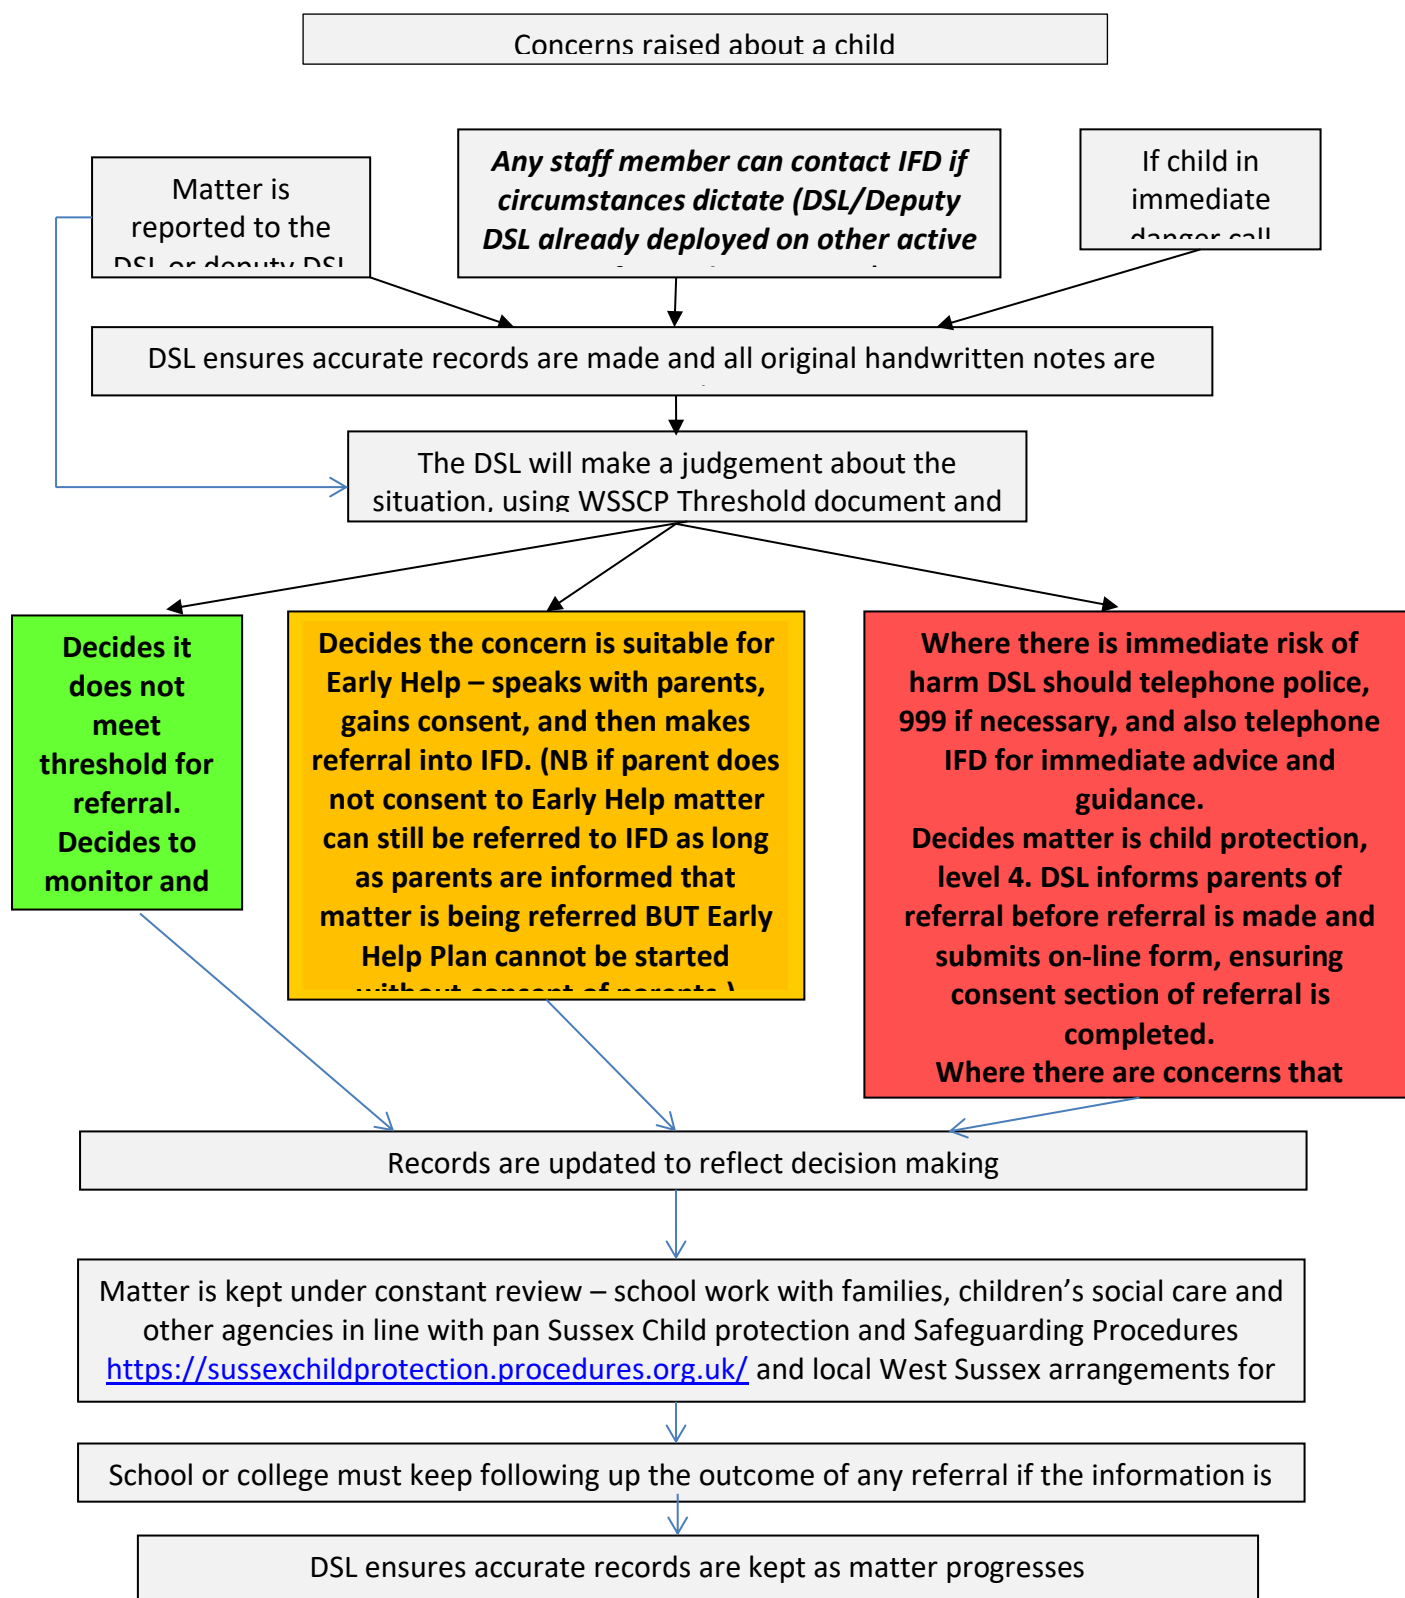 Concerns raised about a child
Matter is
reported to the
DSL or deputy DSL
Any staff member can contact IFD if
circumstances dictate (DSL/Deputy
DSL already deployed on other active
If child in
immediate
danger call
DSL ensures accurate records are made and all original handwritten notes are
The DSL will make a judgement about the
situation, using WSSCP Threshold document and
Decides it
does not
meet
threshold for
referral.
Decides to
monitor and
Decides the concern is suitable for
Early Help – speaks with parents,
gains consent, and then makes
referral into IFD. (NB if parent does
not consent to Early Help matter
can still be referred to IFD as long
as parents are informed that
matter is being referred BUT Early
Help Plan cannot be started
without consent of parents.)
Where there is immediate risk of
harm DSL should telephone police,
999 if necessary, and also telephone
IFD for immediate advice and
guidance.
Decides matter is child protection,
level 4. DSL informs parents of
referral before referral is made and
submits on-line form, ensuring
consent section of referral is
completed.
Where there are concerns that
Records are updated to reflect decision making
Matter is kept under constant review – school work with families, children’s social care and
other agencies in line with pan Sussex Child protection and Safeguarding Procedures
https://sussexchildprotection.procedures.org.uk/ and local West Sussex arrangements for
School or college must keep following up the outcome of any referral if the information is
DSL ensures accurate records are kept as matter progresses